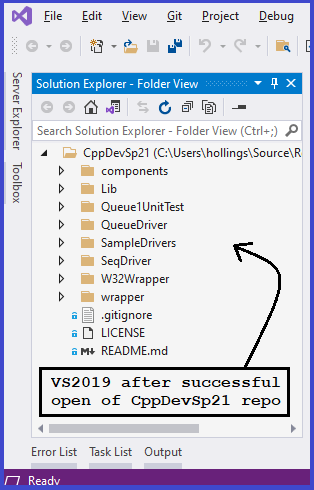 File Edit View Git Project Debug
Server Explorer
Toolbox
Solution Explorer - Folder View
Search Solution Explorer - Folder View (Ctrl+;)
CppDevSp21 (C:\Users\hollings\Source\R
components
Lib
Queue1UnitTest
QueueDriver
SampleDrivers
SeqDriver
W32Wrapper
wrapper
.gitignore
LICENSE
README.md
VS2019 after successful
open of CppDevSp21 repo
Error List Task List Output
Ready